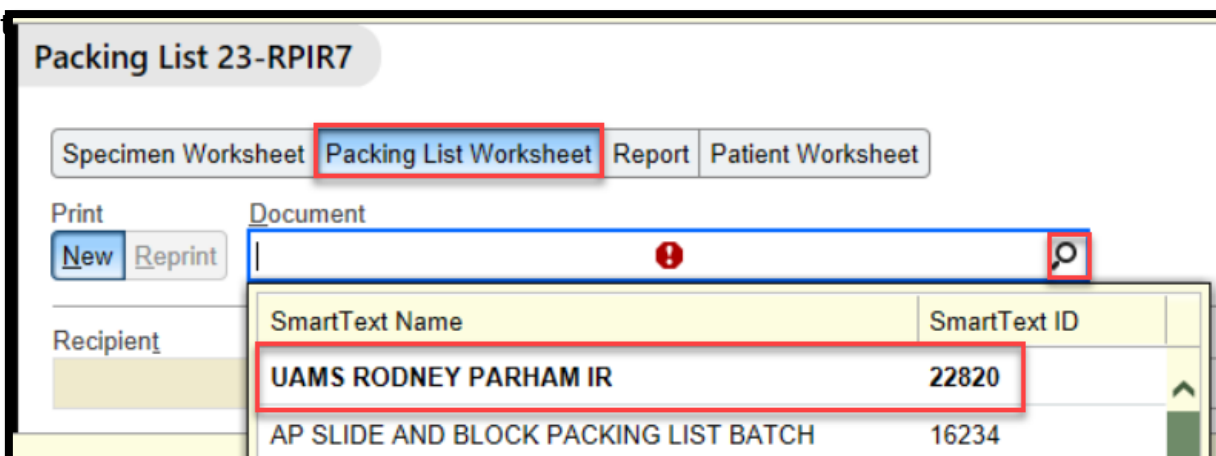 Packing List 23-RPIR7
Specimen Worksheet Packing List Worksheet Report Patient Worksheet
Print Document
New Reprint
SmartText Name SmartText ID
Recipient
UAMS RODNEY PARHAM IR 22820
AP SLIDE AND BLOCK PACKING LIST BATCH 16234